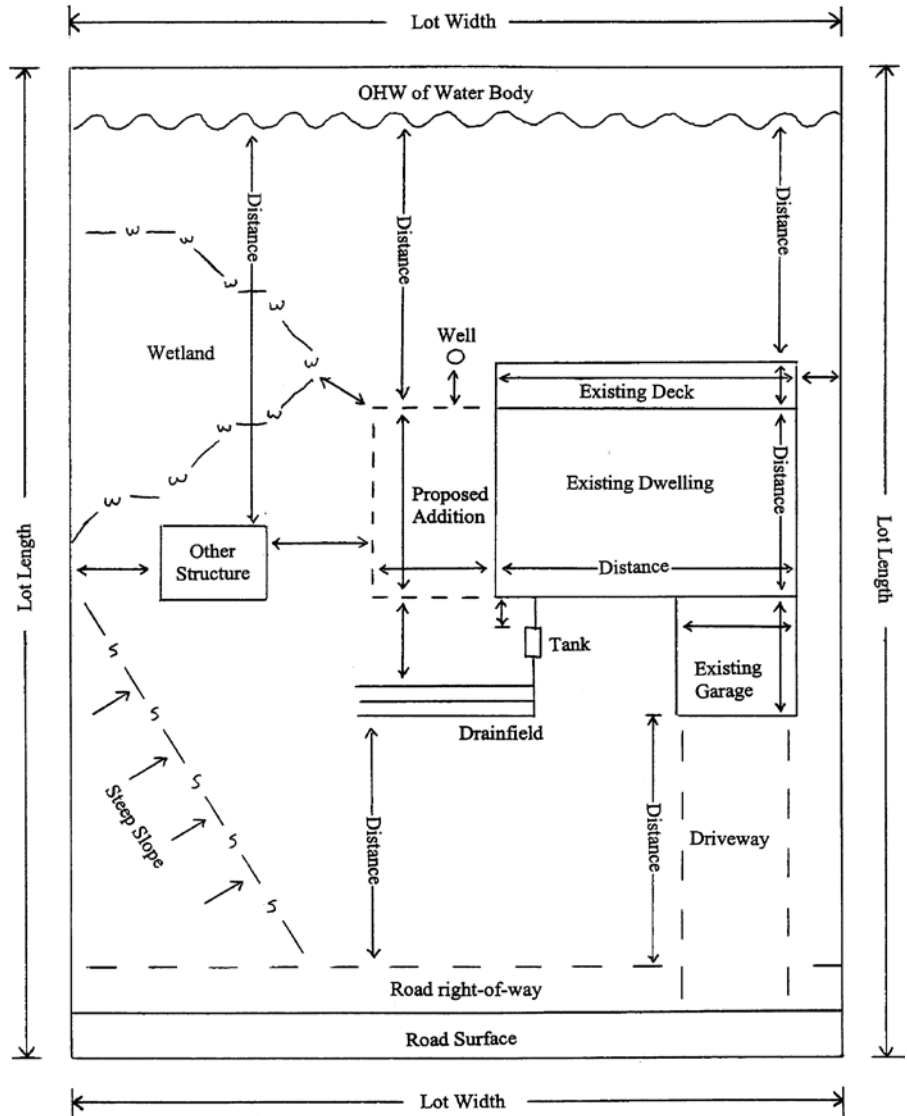 Lot Width
OHW of Water Body
Distance
Distance
Distance
Well
Wetland
Existing Deck
Existing Dwelling
Distance
Proposed
Addition
Other
Structure
Distance
Lot Length
Lot Length
Tank
Existing
Garage
Drainfield
Steep Slope
Distance
Distance
Driveway
Road right-of-way
Road Surface
Lot Width